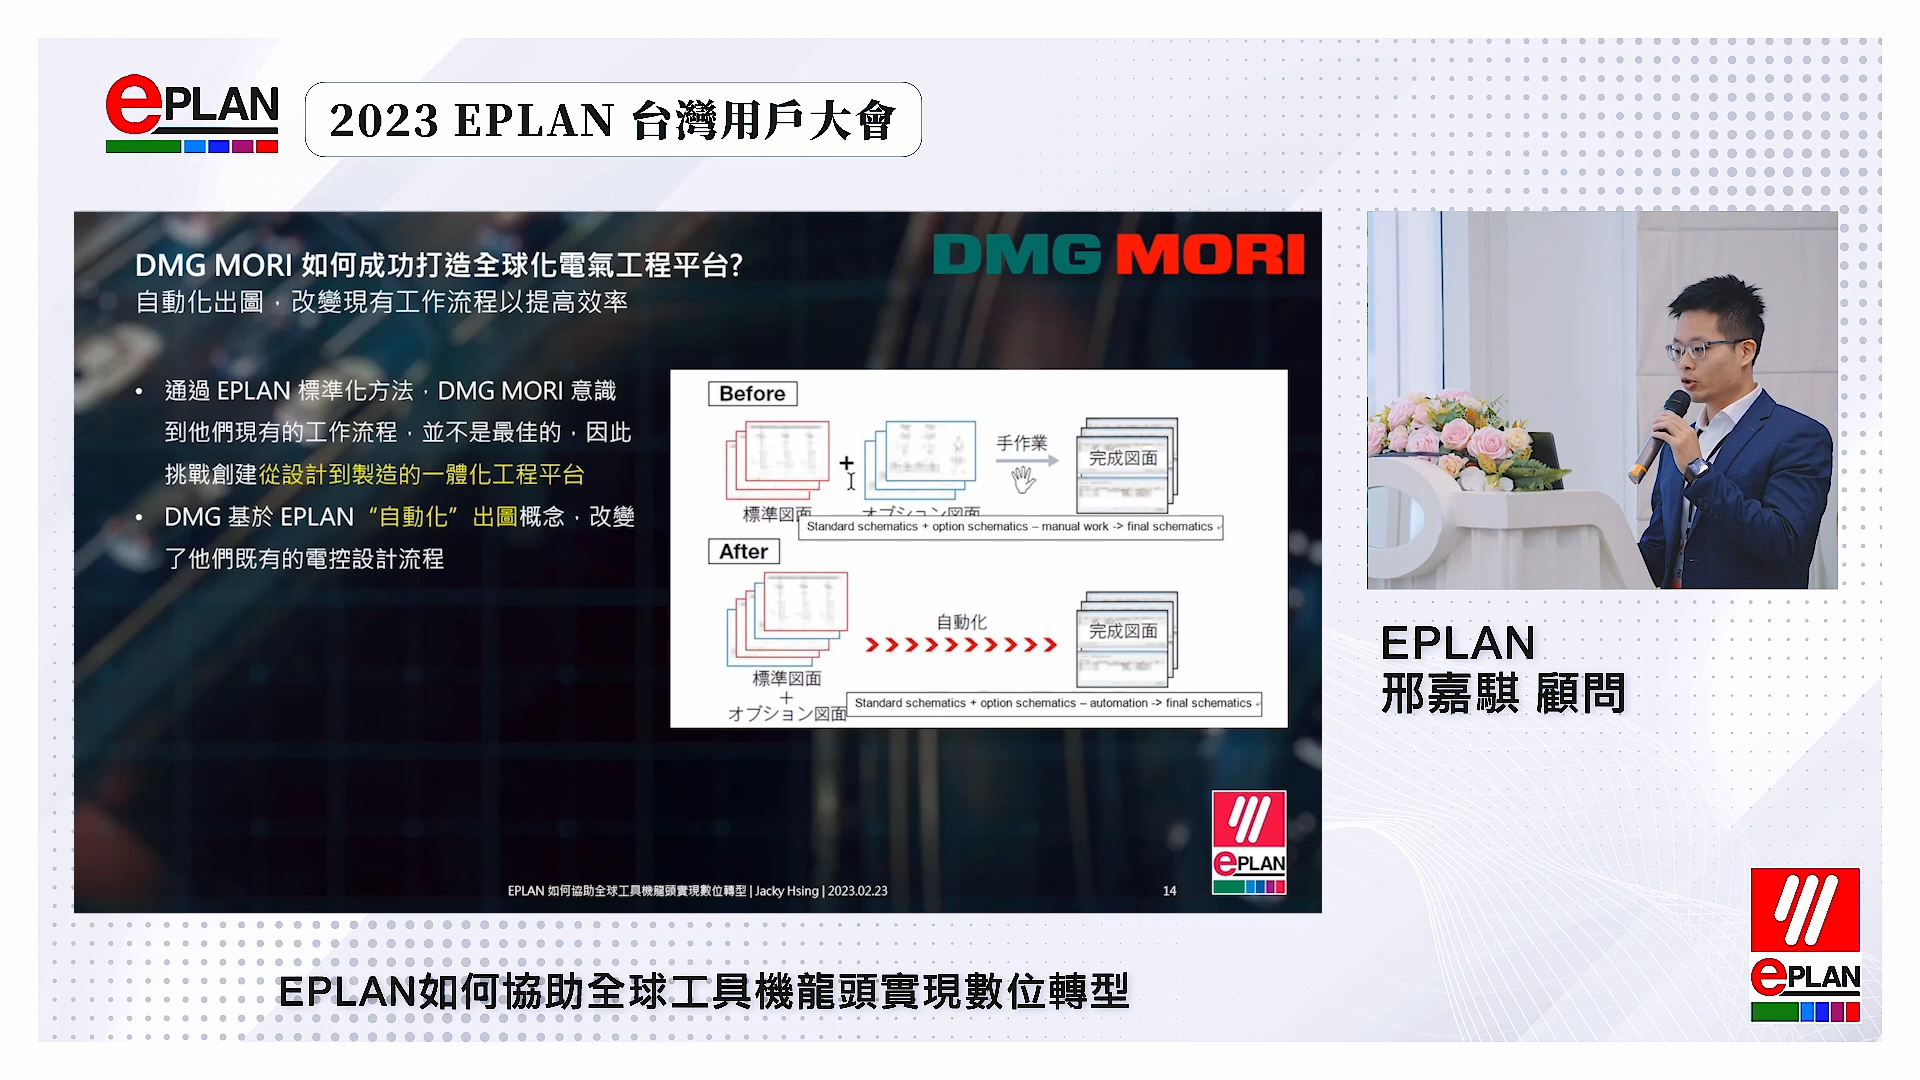 ePLAN
2023 EPLAN 台灣用戶大會
DMG MORI 如何成功打造全球化電氣工程平台?
自動化出圖，改變現有工作流程以提高效率
DMG MORI
• 通過 EPLAN 標準化方法，DMG MORI 意識
到他們現有的工作流程，並不是最佳的，因此
挑戰創建從設計到製造的一體化工程平台
• DMG 基於 EPLAN “自動化” 出圖概念，改變
了他們既有的電控設計流程
Before
+
手作業
完成図面
標準図面
オプション図面
Standard schematics + option schematics – manual work -> final schematics
After
自動化
完成図面
標準図面
+
オプション図面
Standard schematics + option schematics – automation -> final schematics
ePLAN
EPLAN 如何協助全球工具機龍頭實現數位轉型 | Jacky Hsing | 2023.02.23
14
EPLAN
邢嘉騏 顧問
EPLAN如何協助全球工具機龍頭實現數位轉型
ePLAN